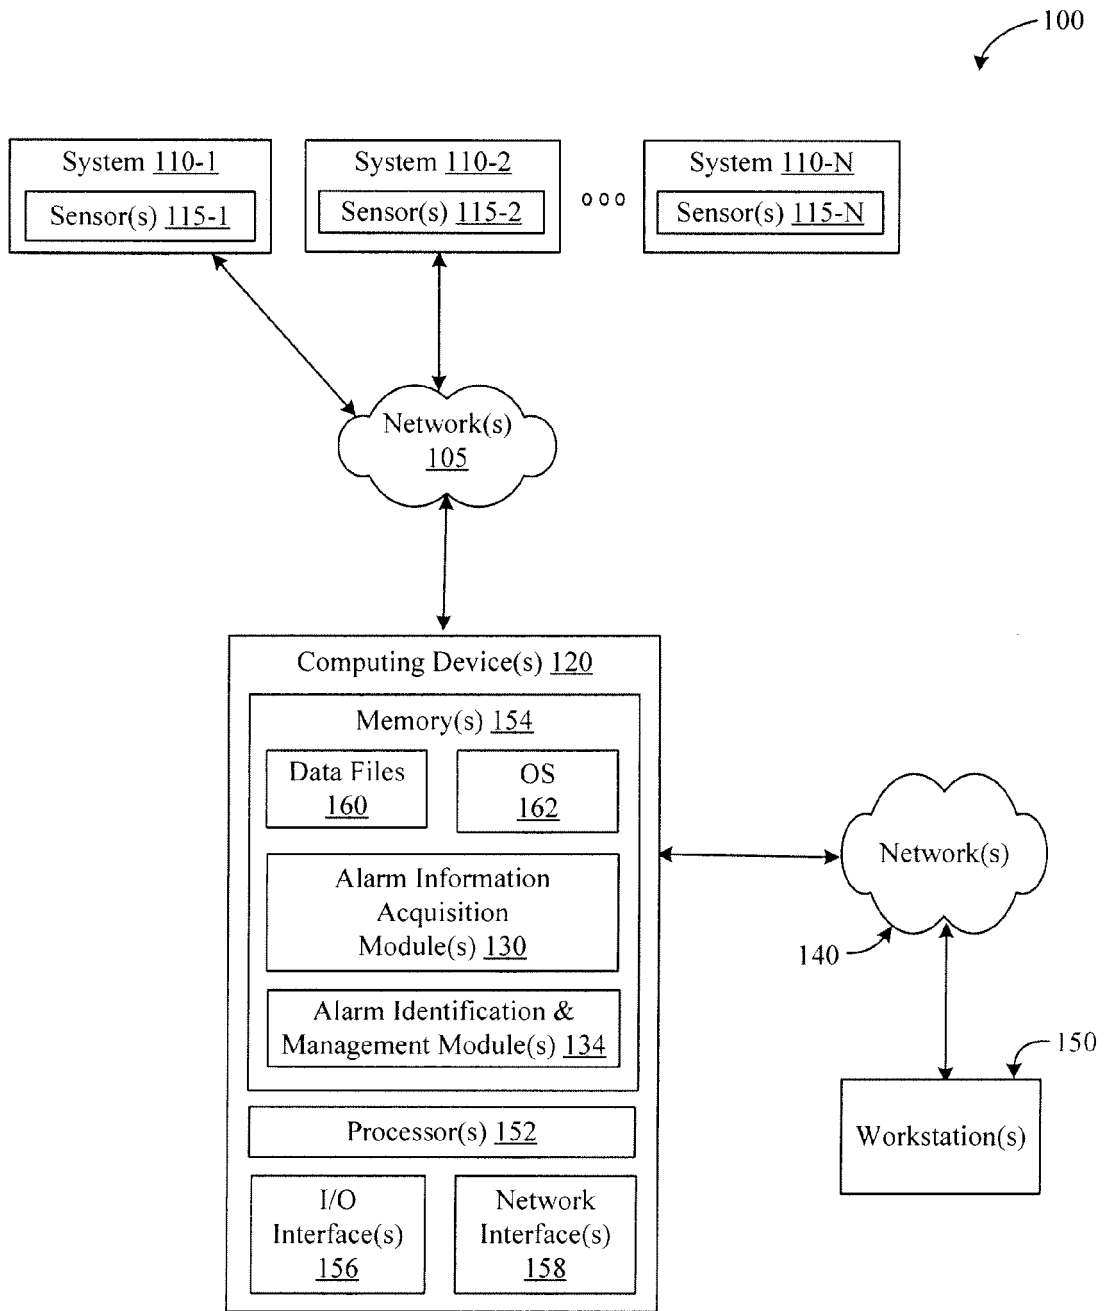 100
System 110-1
Sensor(s) 115-1
System 110-2
Sensor(s) 115-2
System 110-N
Sensor(s) 115-N
Network(s)
105
Computing Device(s) 120
Memory(s) 154
Data Files
160
OS
162
Alarm Information
Acquisition
Module(s) 130
Alarm Identification &
Management Module(s) 134
Processor(s) 152
I/O
Interface(s)
156
Network
Interface(s)
158
Network(s)
140
150
Workstation(s)